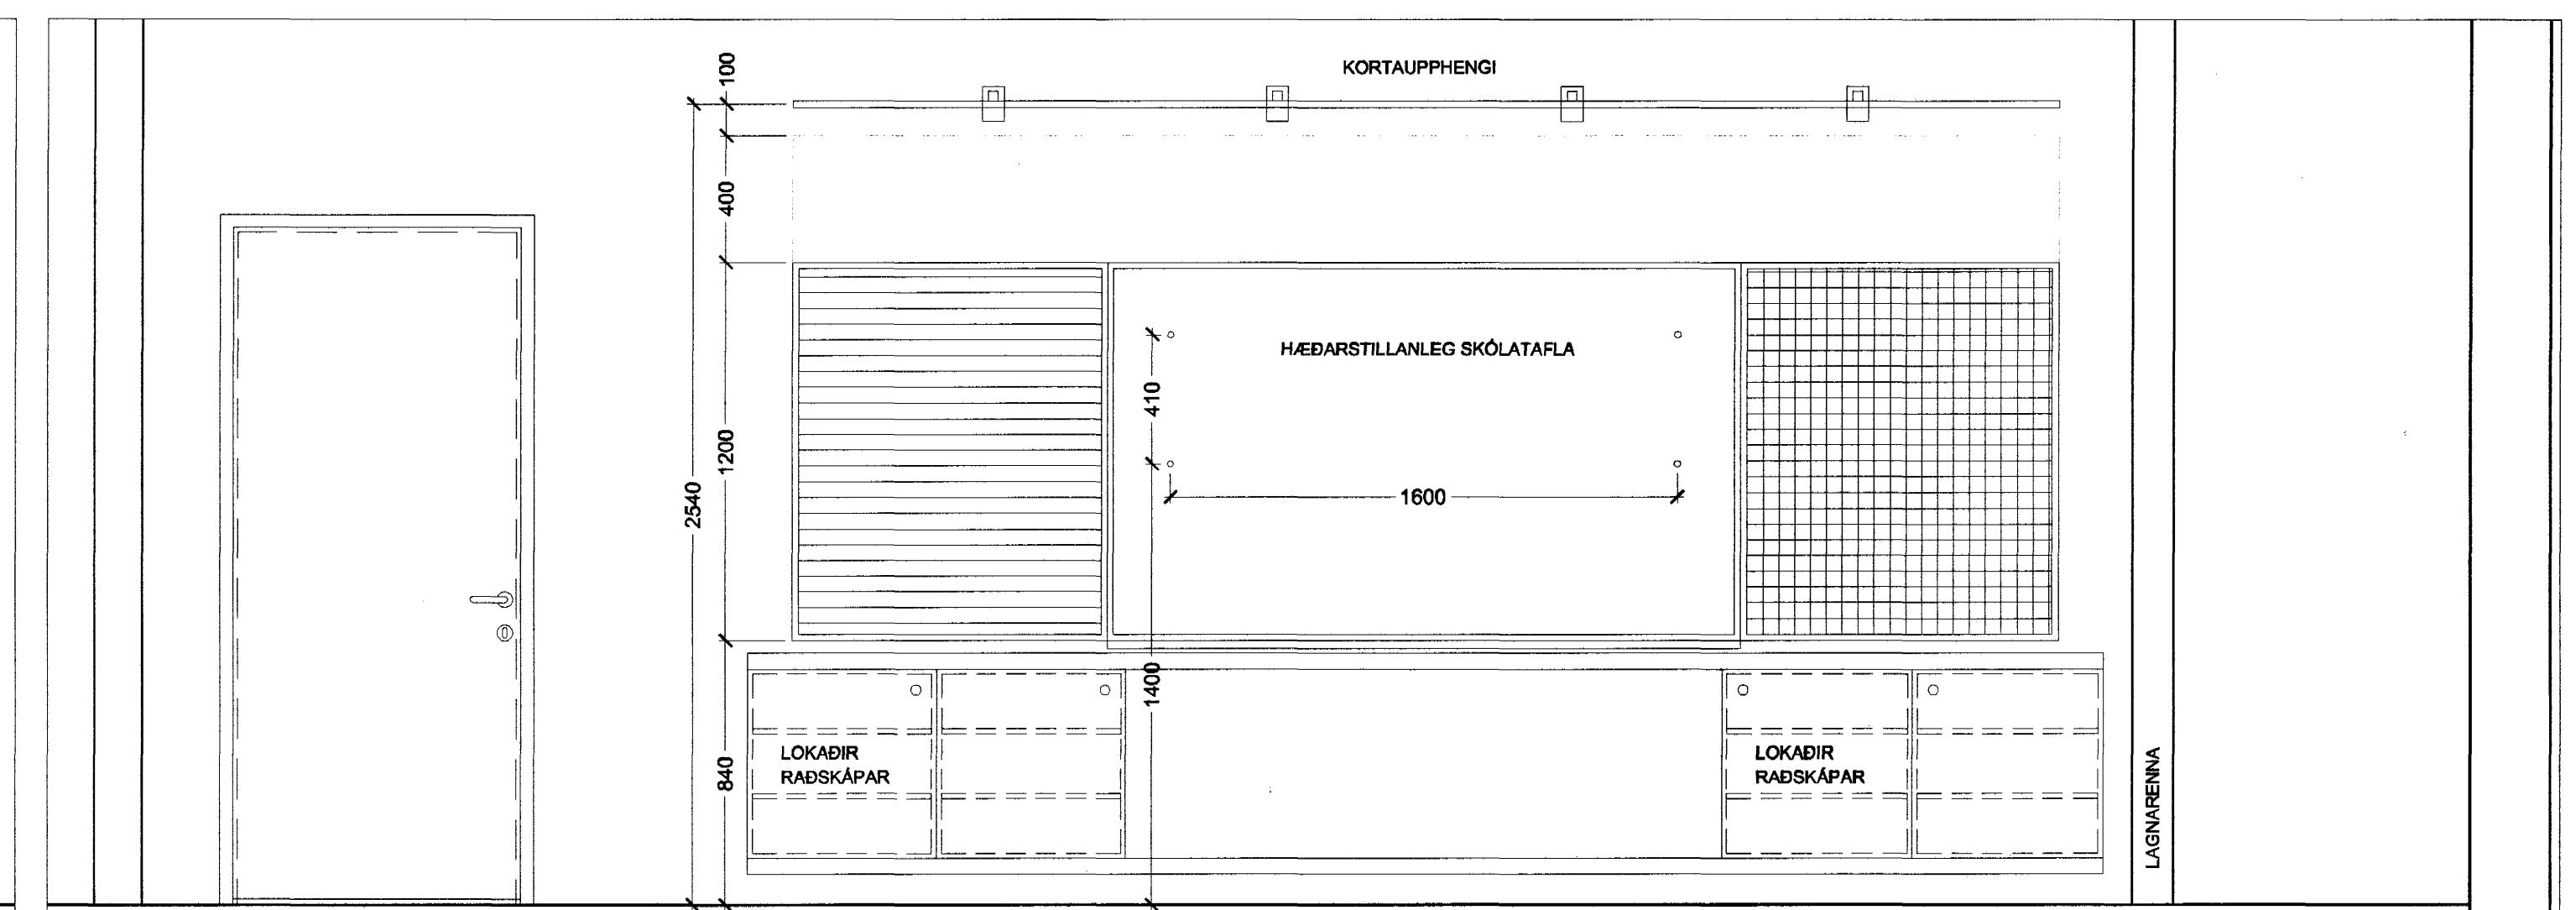 KORTAUPPHENGI
100
400
HÆÐARSTILLANLEG SKÓLATAFLA
410
1200
1600
2540
1400
840
LOKAÐIR
RAÐSKÁPAR
LOKAÐIR
RAÐSKÁPAR
LAGNARENNA